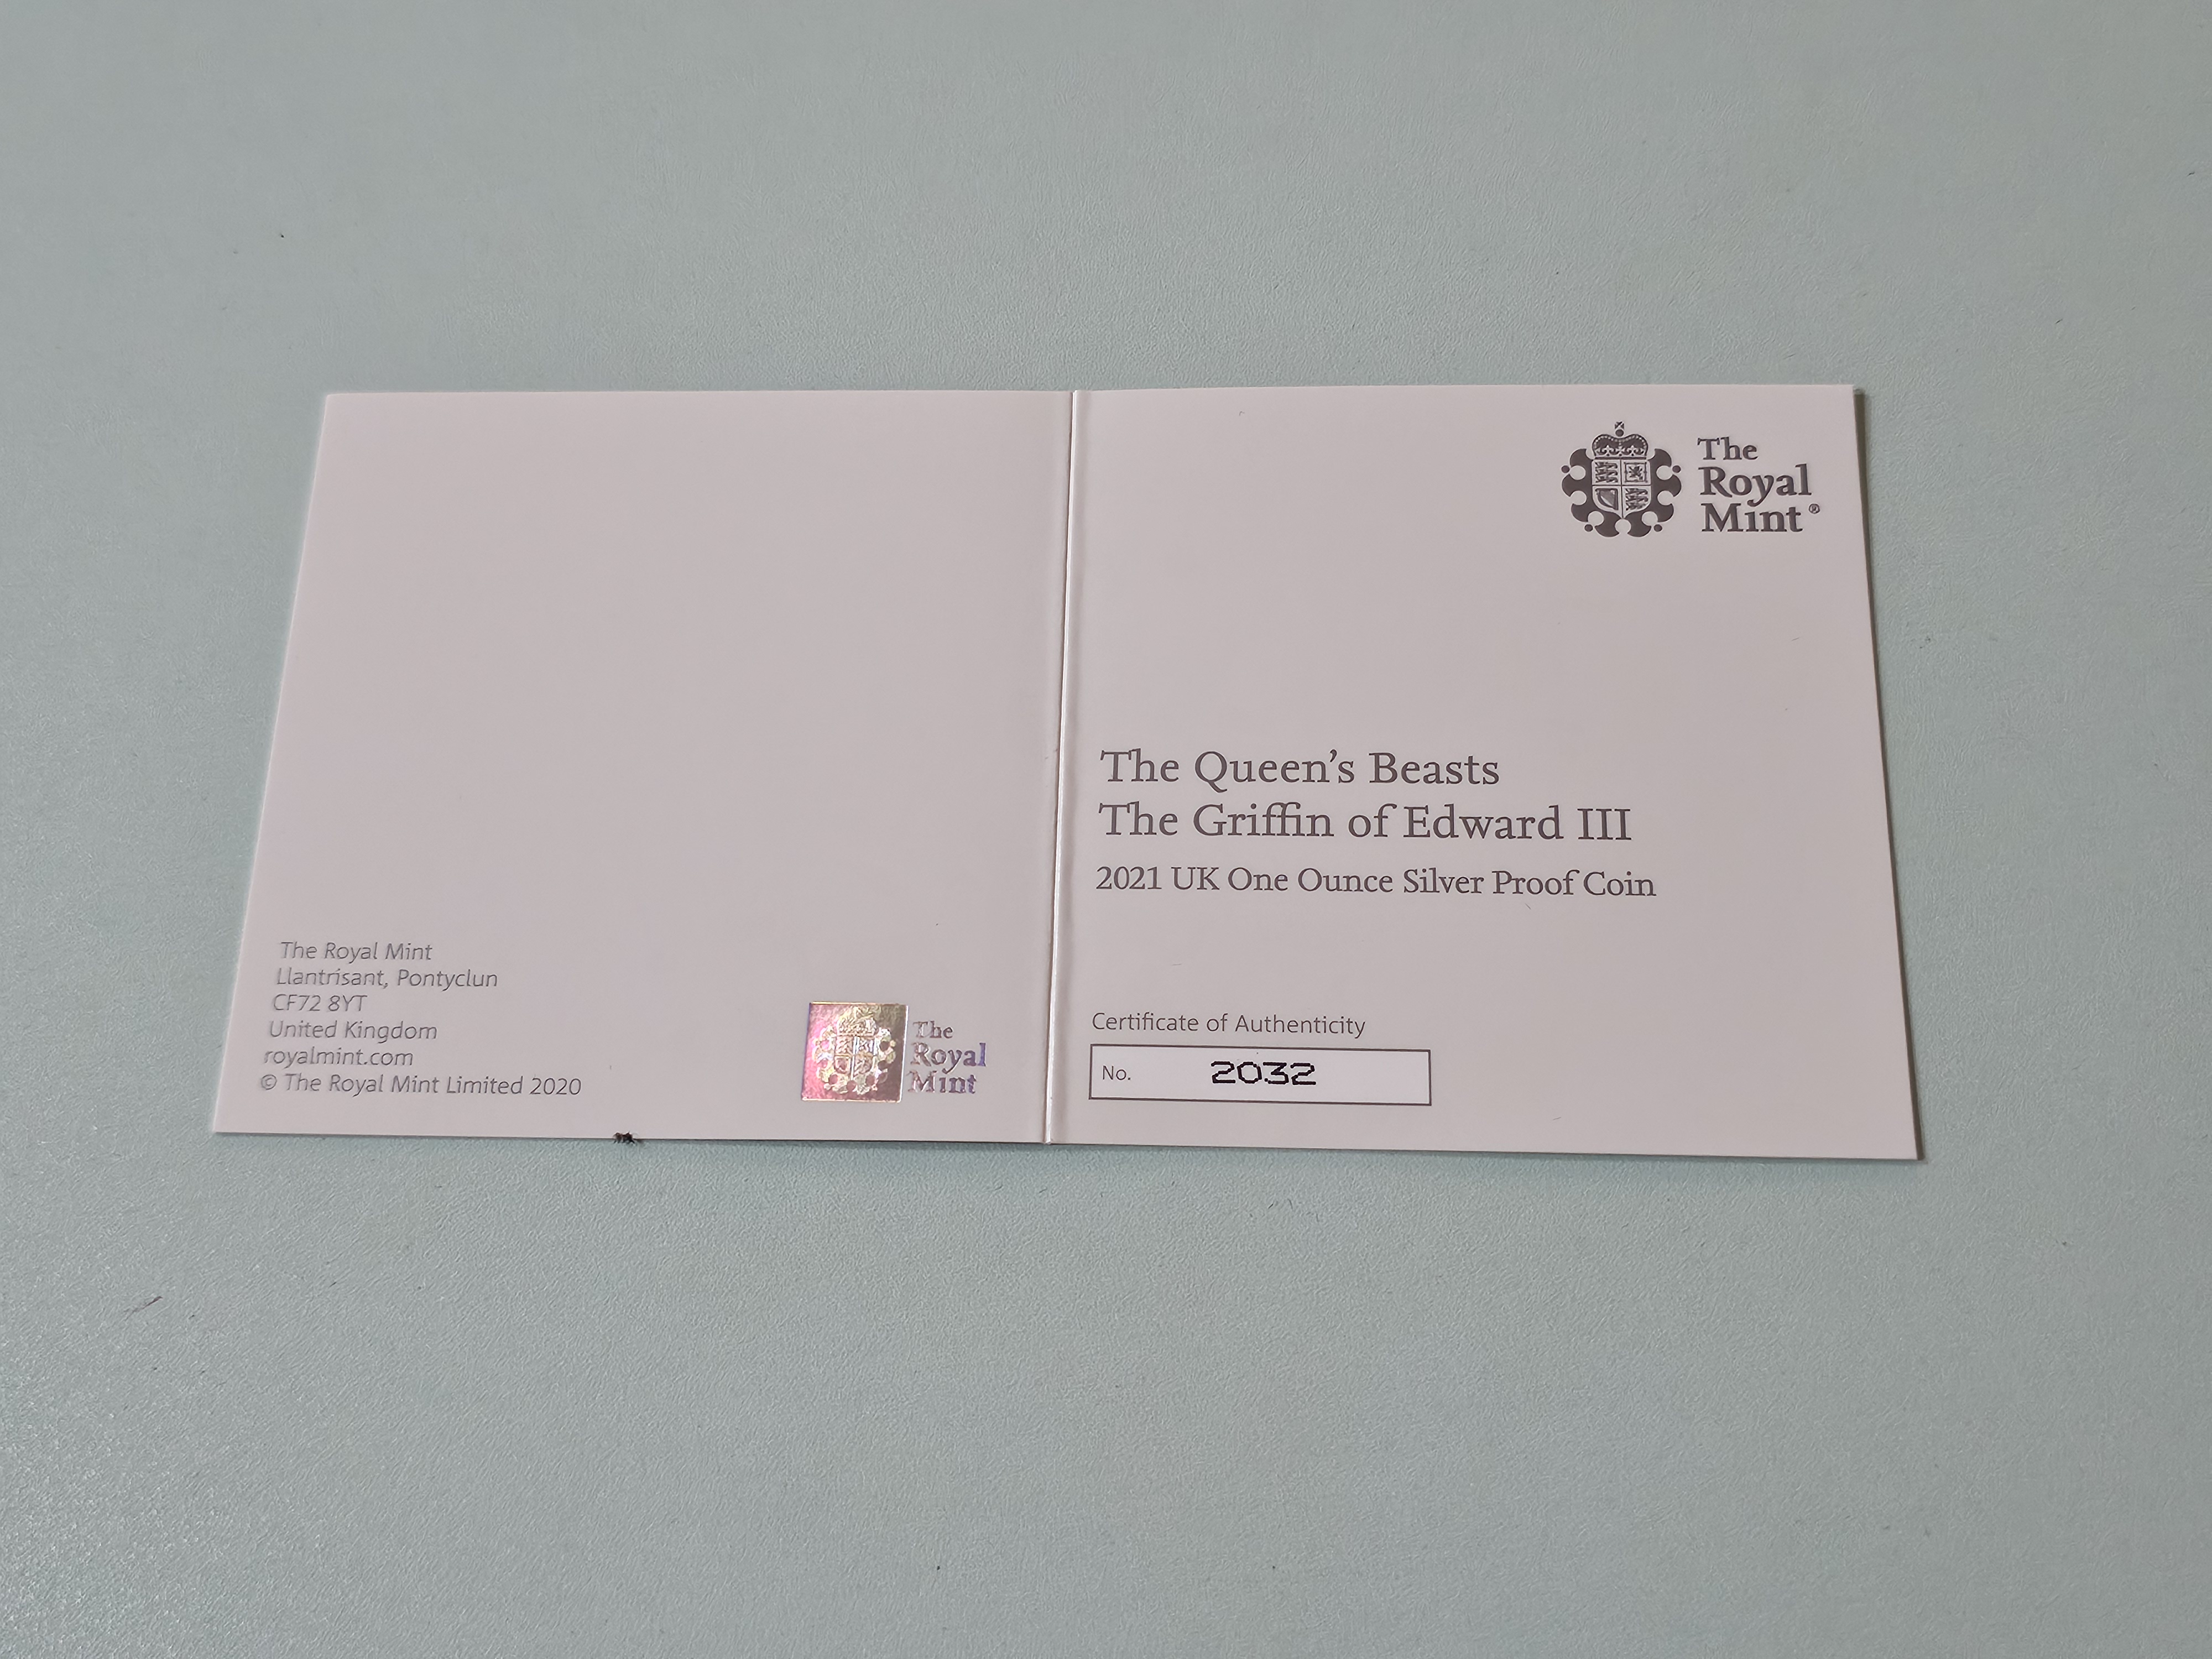 The Royal Mint
Llantrisant, Pontyclun
CF72 8YT
United Kingdom
royalmint.com
© The Royal Mint Limited 2020
The
Royal
Mint
The
Royal
Mint®
The Queen's Beasts
The Griffin of Edward III
2021 UK One Ounce Silver Proof Coin
Certificate of Authenticity
No. 2032